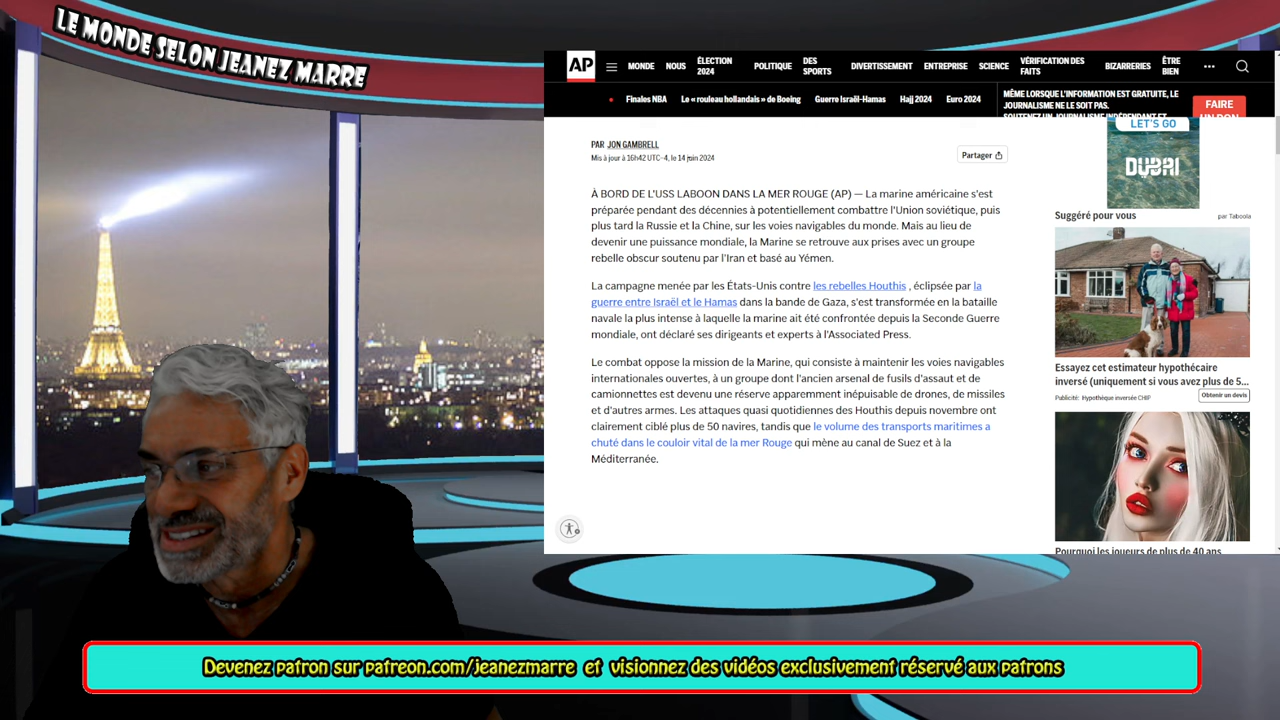 LE MONDE SELON JEANEZ MARRE
AP
MONDE
NOUS
ÉLECTION
2024
POLITIQUE
DES
SPORTS
DIVERTISSEMENT
ENTREPRISE
SCIENCE
VÉRIFICATION DES
FAITS
BIZARRERIES
ÊTRE
BIEN
Finales NBA
Le « rouleau hollandais » de Boeing
Guerre Israël-Hamas
Hajj 2024
Euro 2024
MÊME LORSQUE L'INFORMATION EST GRATUITE, LE
JOURNALISME NE LE SOIT PAS.
SOUTENEZ UN JOURNALISME INDÉPENDANT ET
FAIRE
UN DON
PAR JON GAMBRELL
Mis à jour à 16h42 UTC-4, le 14 juin 2024
Partager
À BORD DE L'USS LABOON DANS LA MER ROUGE (AP) — La marine américaine s'est
préparée pendant des décennies à potentiellement combattre l'Union soviétique, puis
plus tard la Russie et la Chine, sur les voies navigables du monde. Mais au lieu de
devenir une puissance mondiale, la Marine se retrouve aux prises avec un groupe
rebelle obscur soutenu par l'Iran et basé au Yémen.
La campagne menée par les États-Unis contre les rebelles Houthis , éclipsée par la
guerre entre Israël et le Hamas dans la bande de Gaza, s'est transformée en la bataille
navale la plus intense à laquelle la marine ait été confrontée depuis la Seconde Guerre
mondiale, ont déclaré ses dirigeants et experts à l'Associated Press.
Le combat oppose la mission de la Marine, qui consiste à maintenir les voies navigables
internationales ouvertes, à un groupe dont l'ancien arsenal de fusils d'assaut et de
camionnettes est devenu une réserve apparemment inépuisable de drones, de missiles
et d'autres armes. Les attaques quasi quotidiennes des Houthis depuis novembre ont
clairement ciblé plus de 50 navires, tandis que le volume des transports maritimes a
chuté dans le couloir vital de la mer Rouge qui mène au canal de Suez et à la
Méditerranée.
LET'S GO
DUBAI
Suggéré pour vous
par Taboola
Essayez cet estimateur hypothécaire
inversé (uniquement si vous avez plus de 5...
Publicité: Hypothèque inversée CHIP
Obtenir un devis
Pourquoi les joueurs de plus de 40 ans
Devenez patron sur patreon.com/jeanezmarre et visionnez des vidéos exclusivement réservé aux patrons